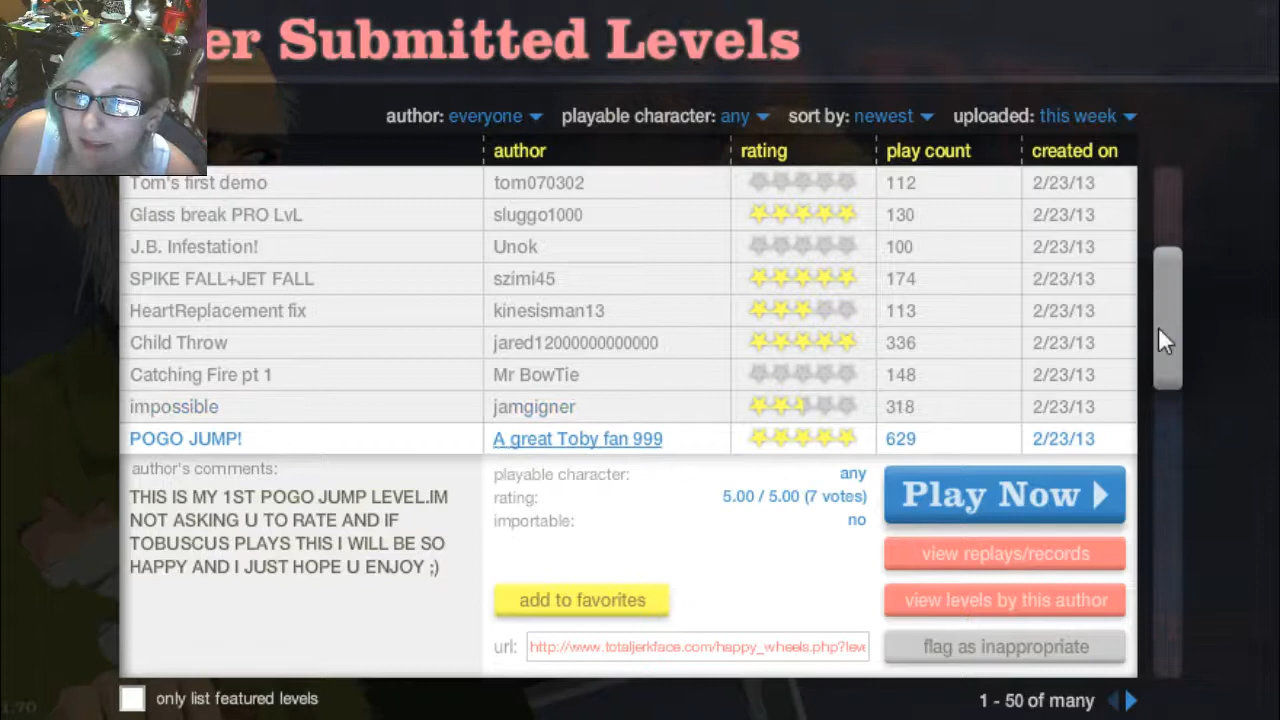 er Submitted Levels
author: everyone playable character: any sort by: newest uploaded: this week
author rating play count created on
Tom's first demo tom070302 112 2/23/13
Glass break PRO LvL sluggo1000 130 2/23/13
J.B. Infestation! Unok 100 2/23/13
SPIKE FALL+JET FALL szimi45 174 2/23/13
HeartReplacement fix kinesisman13 113 2/23/13
Child Throw jared12000000000000 336 2/23/13
Catching Fire pt 1 Mr BowTie 148 2/23/13
impossible jamgigner 318 2/23/13
POGO JUMP! A great Toby fan 999 629 2/23/13
author's comments:
THIS IS MY 1ST POGO JUMP LEVEL.IM
NOT ASKING U TO RATE AND IF
TOBUSCUS PLAYS THIS I WILL BE SO
HAPPY AND I JUST HOPE U ENJOY ;)
playable character: any
rating: 5.00 / 5.00 (7 votes)
importable: no
add to favorites
url: http://www.totaljerkface.com/happy_wheels.php?leve
Play Now
view replays/records
view levels by this author
flag as inappropriate
only list featured levels
1 - 50 of many